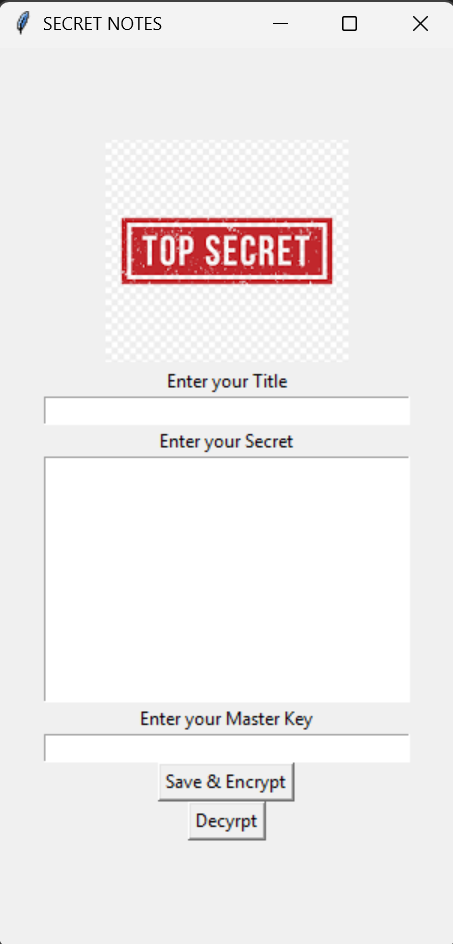 SECRET NOTES
TOP SECRET
Enter your Title
Enter your Secret
Enter your Master Key
Save & Encrypt
Decyrpt